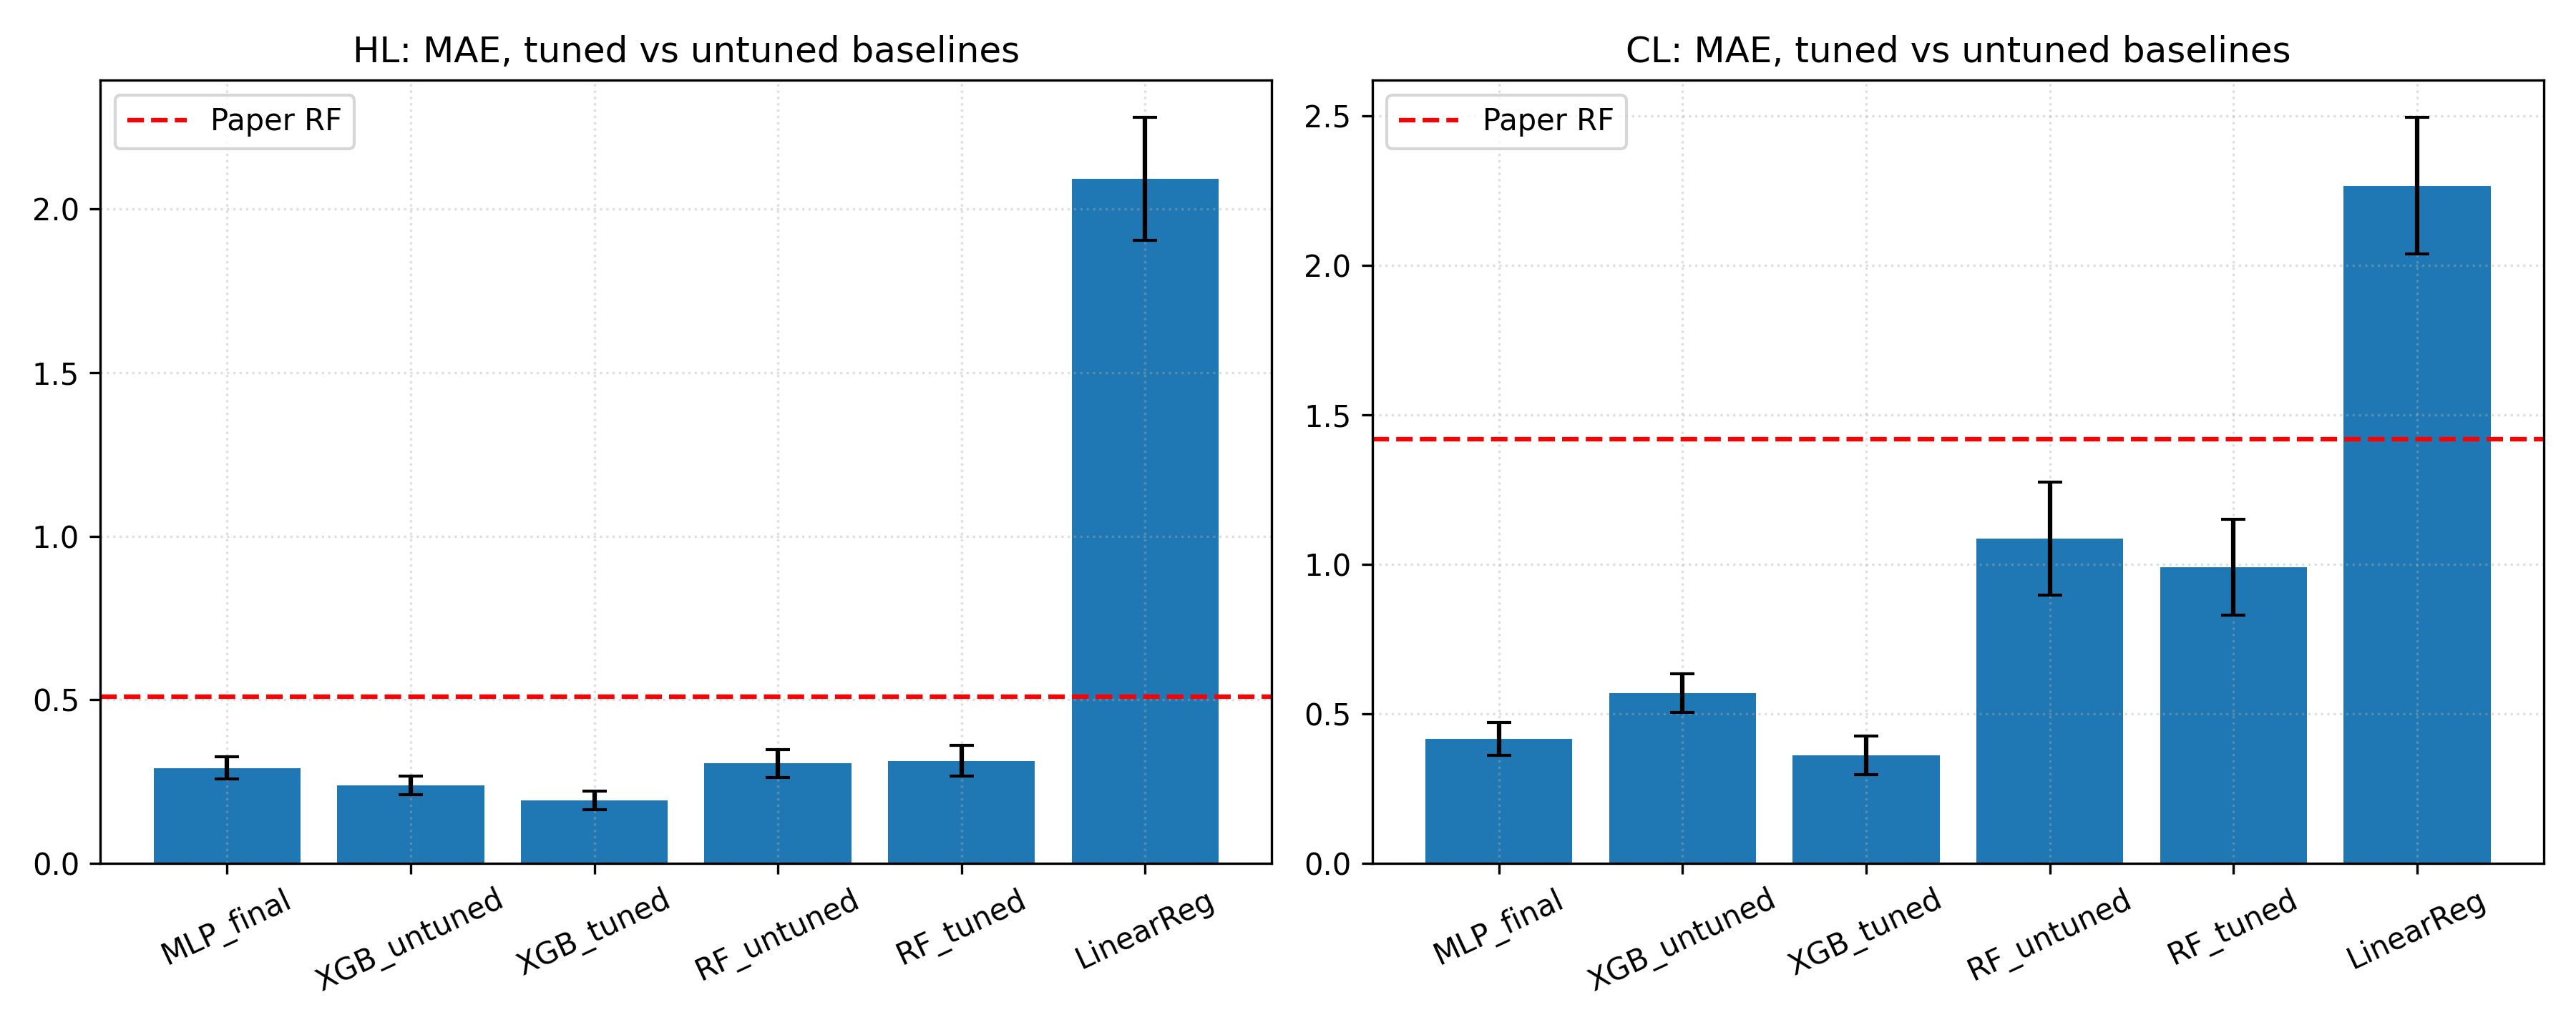 HL: MAE, tuned vs untuned baselines
Paper RF
2.0
1.5
1.0
0.5
0.0
MLP_final
XGB_untuned
XGB_tuned
RF_untuned
RF_tuned
LinearReg
CL: MAE, tuned vs untuned baselines
Paper RF
2.5
2.0
1.5
1.0
0.5
0.0
MLP_final
XGB_untuned
XGB_tuned
RF_untuned
RF_tuned
LinearReg